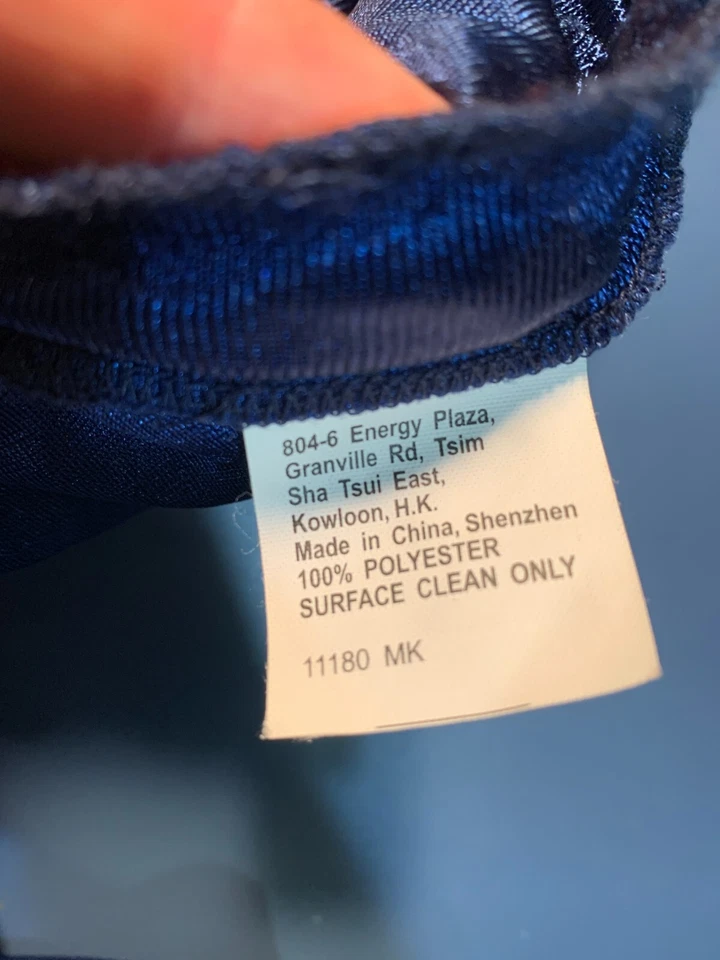 804-6 Energy Plaza,
Granville Rd, Tsim
Sha Tsui East,
Kowloon, H.K.
Made in China, Shenzhen
100% POLYESTER
SURFACE CLEAN ONLY
11180 MK